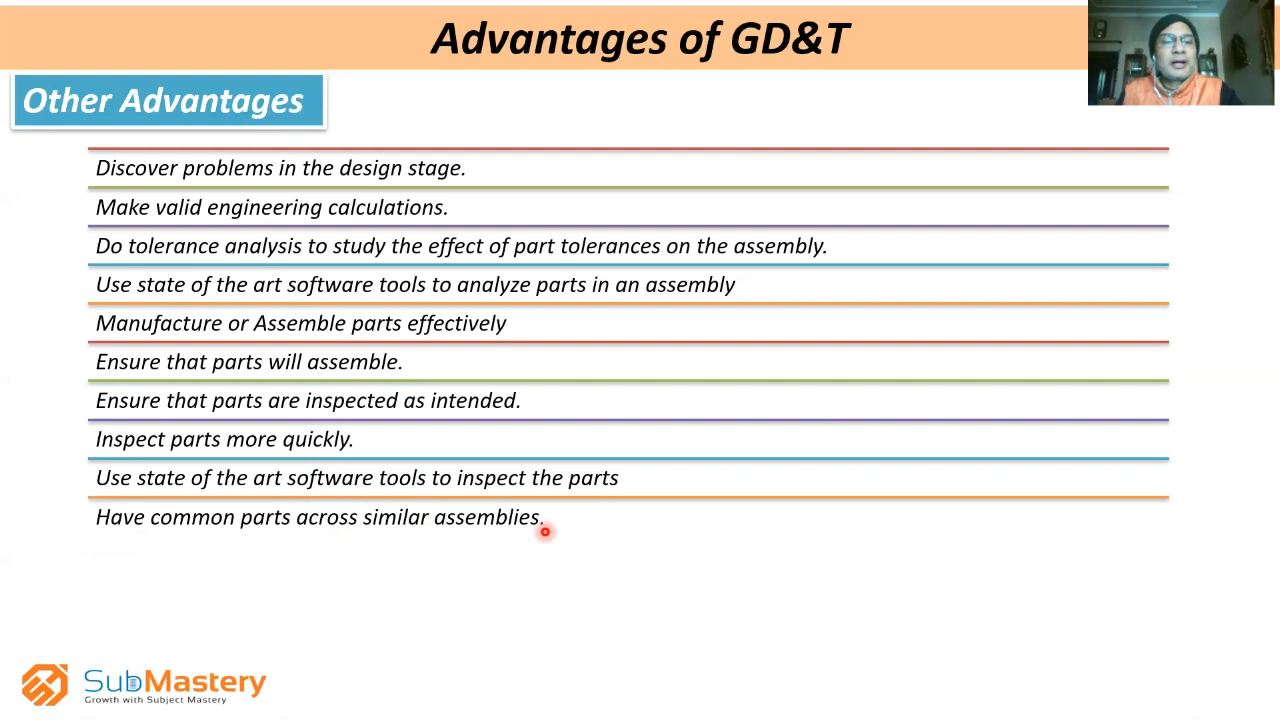 Advantages of GD&T
Other Advantages
Discover problems in the design stage.
Make valid engineering calculations.
Do tolerance analysis to study the effect of part tolerances on the assembly.
Use state of the art software tools to analyze parts in an assembly
Manufacture or Assemble parts effectively
Ensure that parts will assemble.
Ensure that parts are inspected as intended.
Inspect parts more quickly.
Use state of the art software tools to inspect the parts
Have common parts across similar assemblies.
SubMastery
Growth with Subject Mastery